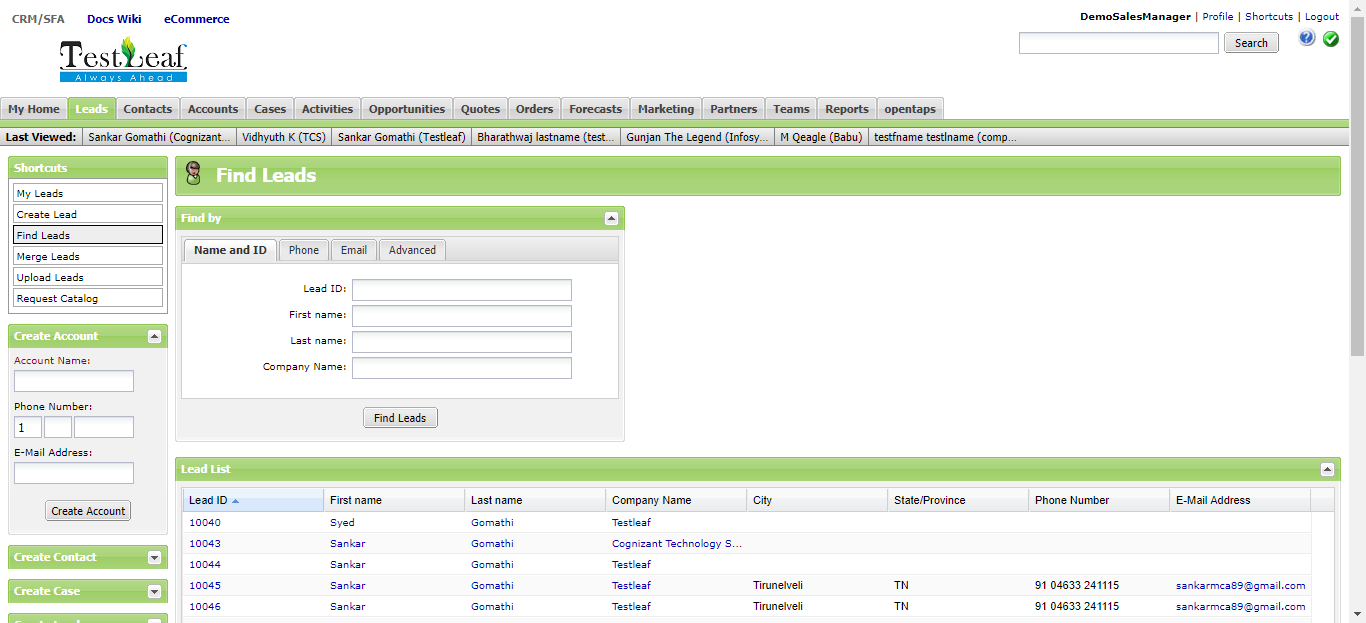 CRM/SFA Docs Wiki eCommerce
DemoSalesManager | Profile | Shortcuts | Logout
TestLeaf
Always Ahead
Search
My Home Leads Contacts Accounts Cases Activities Opportunities Quotes Orders Forecasts Marketing Partners Teams Reports opentaps
Last Viewed: Sankar Gomathi (Cognizant... Vidhyuth K (TCS) Sankar Gomathi (Testleaf) Bharathwaj lastname (test... Gunjan The Legend (Infosy... M Qeagle (Babu) testfname testlname (comp...
Shortcuts
My Leads
Create Lead
Find Leads
Merge Leads
Upload Leads
Request Catalog
Create Account
Account Name:
Phone Number:
1
E-Mail Address:
Create Account
Create Contact
Create Case
Find Leads
Find by
Name and ID Phone Email Advanced
Lead ID:
First name:
Last name:
Company Name:
Find Leads
Lead List
Lead ID First name Last name Company Name City State/Province Phone Number E-Mail Address
10040 Syed Gomathi Testleaf
10043 Sankar Gomathi Cognizant Technology S...
10044 Sankar Gomathi Testleaf
10045 Sankar Gomathi Testleaf Tirunelveli TN 91 04633 241115 sankarmca89@gmail.com
10046 Sankar Gomathi Testleaf Tirunelveli TN 91 04633 241115 sankarmca89@gmail.com